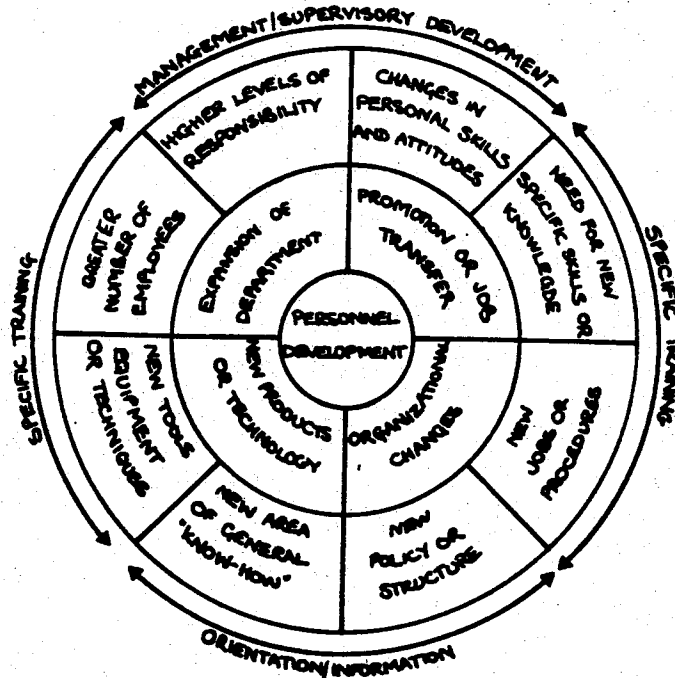 MANAGEMENT/SUPERVISORY DEVELOPMENT
HIGHER LEVELS OF
RESPONSIBILITY
CHANGES IN
PERSONAL SKILLS
AND ATTITUDES
NEED FOR NEW
SPECIFIC SKILLS OR
KNOWLEGDE
SPECIFIC TRAINING
NEW
JOBS OR
PROCEDURES
NEW
POLICY OR
STRUCTURE
ORIENTATION/INFORMATION
NEW AREA
OF GENERAL
"KNOW-HOW"
NEW TOOLS
EQUIPMENT
OR TECHNIQUES
SPECIFIC TRAINING
GREATER
NUMBER OF
EMPLOYEES
EXPANSION OF
DEPARTMENT
PROMOTION OR JOB
TRANSFER
ORGANIZATIONAL
CHANGES
NEW PRODUCTS
OR TECHNOLOGY
PERSONNEL
DEVELOPMENT